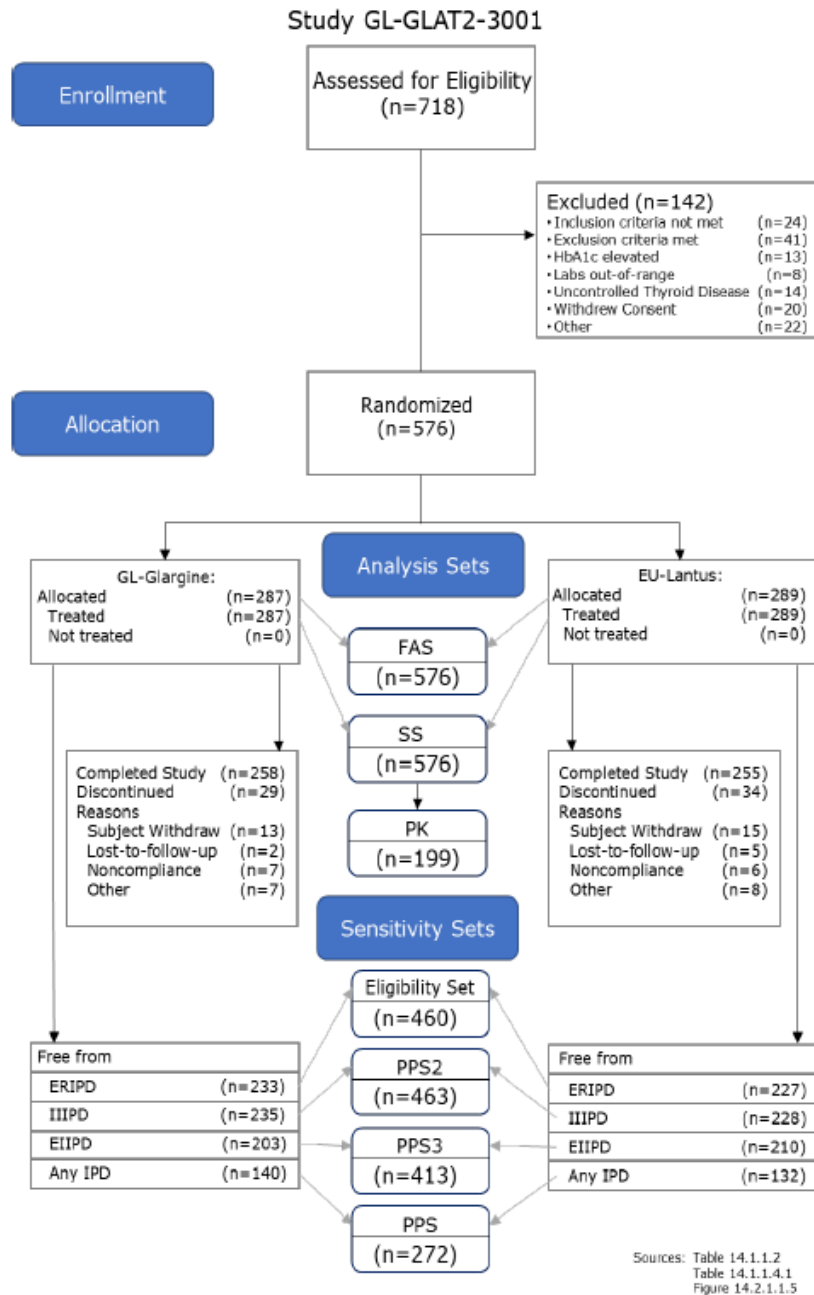 Study GL-GLAT2-3001
Enrollment
Assessed for Eligibility
(n=718)
Excluded (n=142)
•Inclusion criteria not met (n=24)
•Exclusion criteria met (n=41)
•HbA1c elevated (n=13)
•Labs out-of-range (n=8)
•Uncontrolled Thyroid Disease (n=14)
•Withdrew Consent (n=20)
•Other (n=22)
Allocation
Randomized
(n=576)
GL-Glargine:
Allocated (n=287)
Treated (n=287)
Not treated (n=0)
Analysis Sets
EU-Lantus:
Allocated (n=289)
Treated (n=289)
Not treated (n=0)
FAS
(n=576)
SS
(n=576)
PK
(n=199)
Completed Study (n=258)
Discontinued (n=29)
Reasons
Subject Withdraw (n=13)
Lost-to-follow-up (n=2)
Noncompliance (n=7)
Other (n=7)
Completed Study (n=255)
Discontinued (n=34)
Reasons
Subject Withdraw (n=15)
Lost-to-follow-up (n=5)
Noncompliance (n=6)
Other (n=8)
Sensitivity Sets
Eligibility Set
(n=460)
PPS2
(n=463)
PPS3
(n=413)
PPS
(n=272)
Free from
ERIPD (n=233)
IIIPD (n=235)
EIIPD (n=203)
Any IPD (n=140)
Free from
ERIPD (n=227)
IIIPD (n=228)
EIIPD (n=210)
Any IPD (n=132)
Sources: Table 14.1.1.2
Table 14.1.1.4.1
Figure 14.2.1.1.5